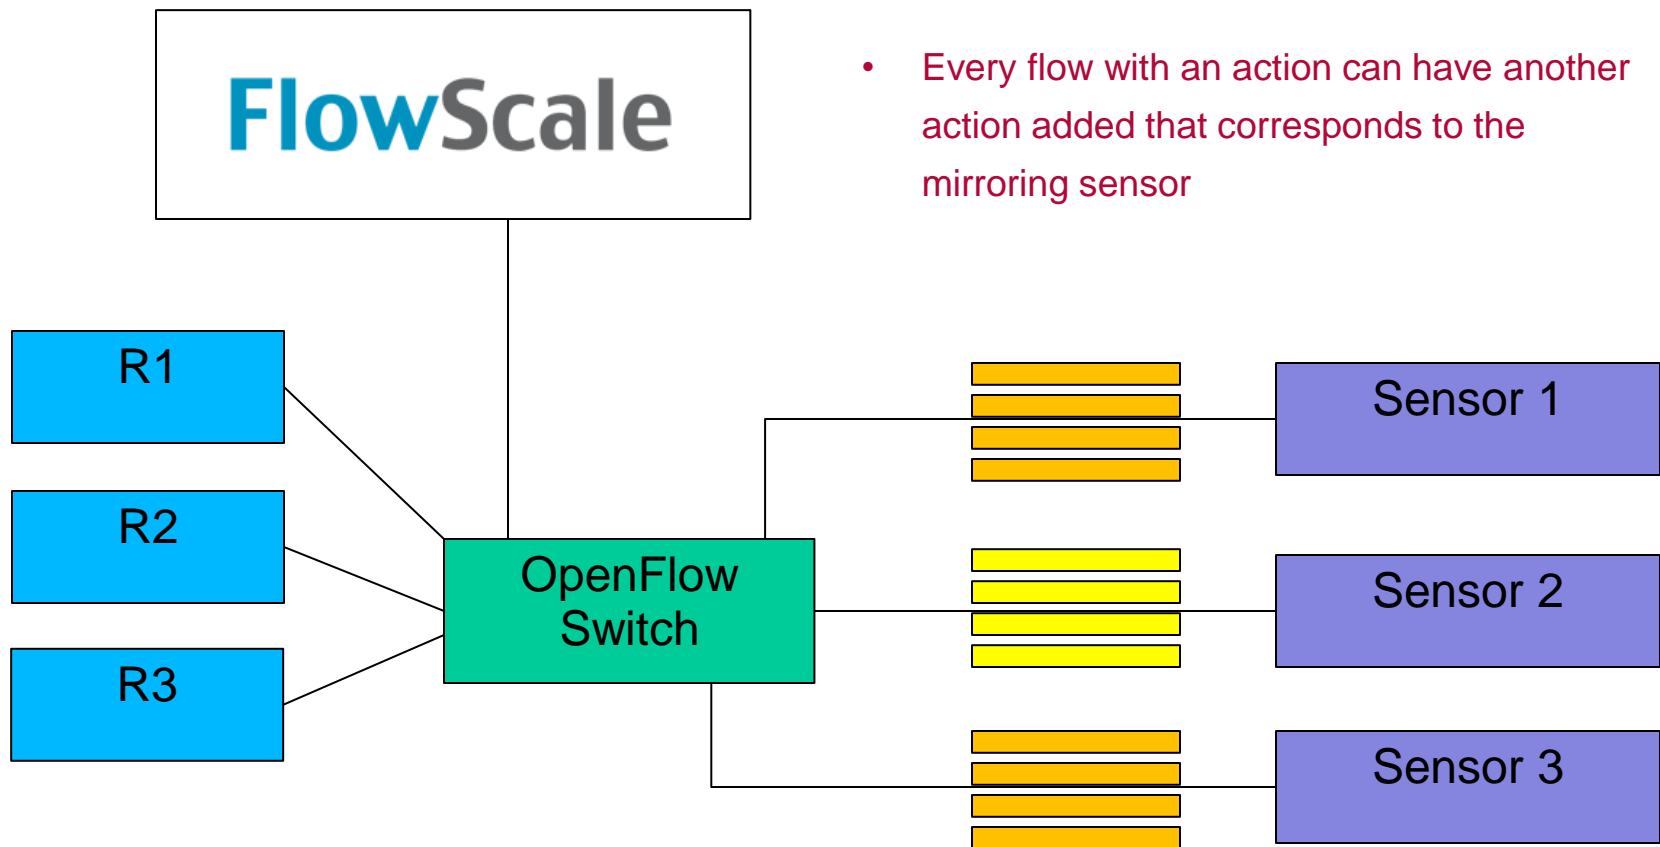 FlowScale
• Every flow with an action can have another
action added that corresponds to the
mirroring sensor
R1
R2
R3
OpenFlow
Switch
Sensor 1
Sensor 2
Sensor 3